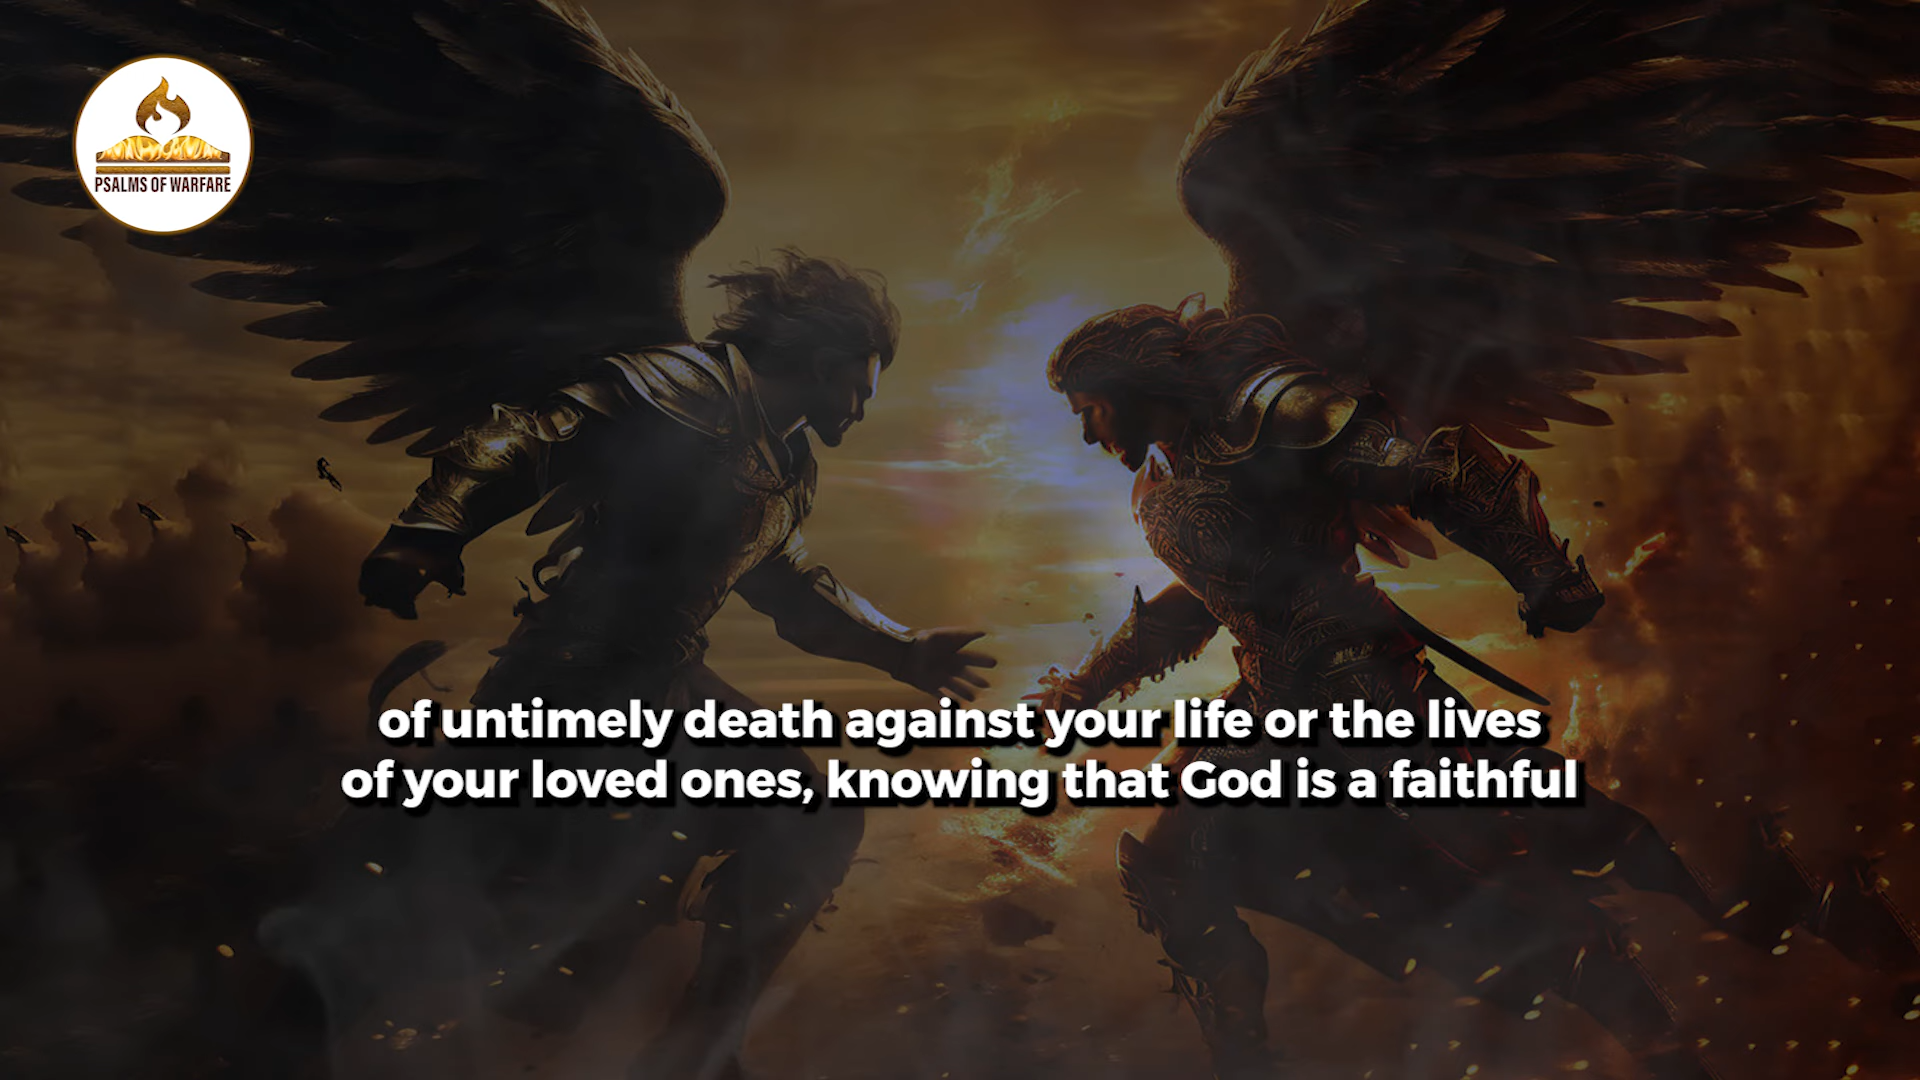 PSALMS OF WARFARE
of untimely death against your life or the lives
of your loved ones, knowing that God is a faithful